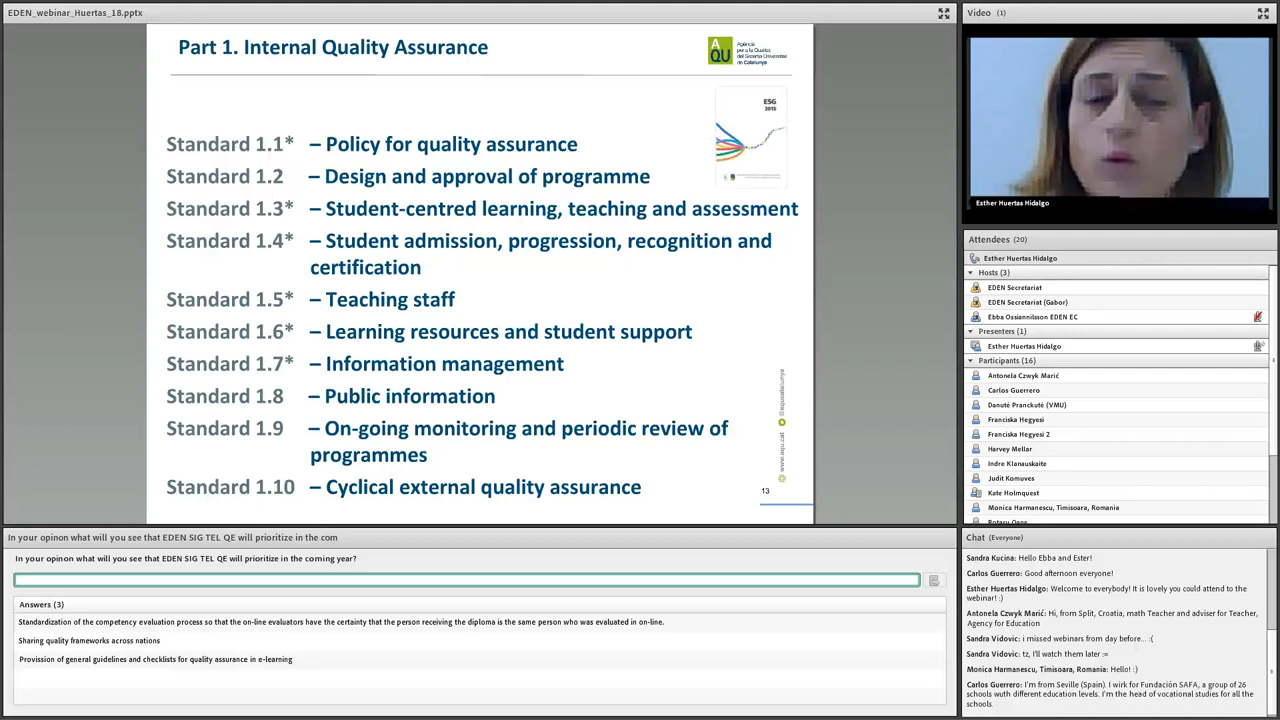 EDEN_webinar_Huertas_18.pptx
Part 1. Internal Quality Assurance
AQU
Agència
per a la Qualitat
del Sistema Universitari
de Catalunya
ESG
2015
Standard 1.1* – Policy for quality assurance
Standard 1.2 – Design and approval of programme
Standard 1.3* – Student-centred learning, teaching and assessment
Standard 1.4* – Student admission, progression, recognition and
certification
Standard 1.5* – Teaching staff
Standard 1.6* – Learning resources and student support
Standard 1.7* – Information management
Standard 1.8 – Public information
Standard 1.9 – On-going monitoring and periodic review of
programmes
Standard 1.10 – Cyclical external quality assurance
www.aqu.cat
@aqucatalunya
13
Video (1)
Esther Huertas Hidalgo
Attendees (20)
Esther Huertas Hidalgo
Hosts (3)
EDEN Secretariat
EDEN Secretariat (Gabor)
Ebba Ossiannilsson EDEN EC
Presenters (1)
Esther Huertas Hidalgo
Participants (16)
Antonela Czwyk Marić
Carlos Guerrero
Danutė Pranckutė (VMU)
Franciska Hegyesi
Franciska Hegyesi 2
Harvey Mellar
Indre Klanauskaite
Judit Komuves
Kate Holmquest
Monica Harmanescu, Timisoara, Romania
In your opinon what will you see that EDEN SIG TEL QE will prioritize in the com
In your opinon what will you see that EDEN SIG TEL QE will prioritize in the coming year?
Answers (3)
Standardization of the competency evaluation process so that the on-line evaluators have the certainty that the person receiving the diploma is the same person who was evaluated in on-line.
Sharing quality frameworks across nations
Provission of general guidelines and checklists for quality assurance in e-learning
Chat (Everyone)
Sandra Kucina: Hello Ebba and Ester!
Carlos Guerrero: Good afternoon everyone!
Esther Huertas Hidalgo: Welcome to everybody! It is lovely you could attend to the
webinar! :)
Antonela Czwyk Marić: Hi, from Split, Croatia, math Teacher and adviser for Teacher,
Agency for Education
Sandra Vidovic: i missed webinars from day before... :(
Sandra Vidovic: tz, I'll watch them later :=
Monica Harmanescu, Timisoara, Romania: Hello! :)
Carlos Guerrero: I'm from Seville (Spain). I wirk for Fundación SAFA, a group of 26
schools wuth different education levels. I'm the head of vocational studies for all the
schools.